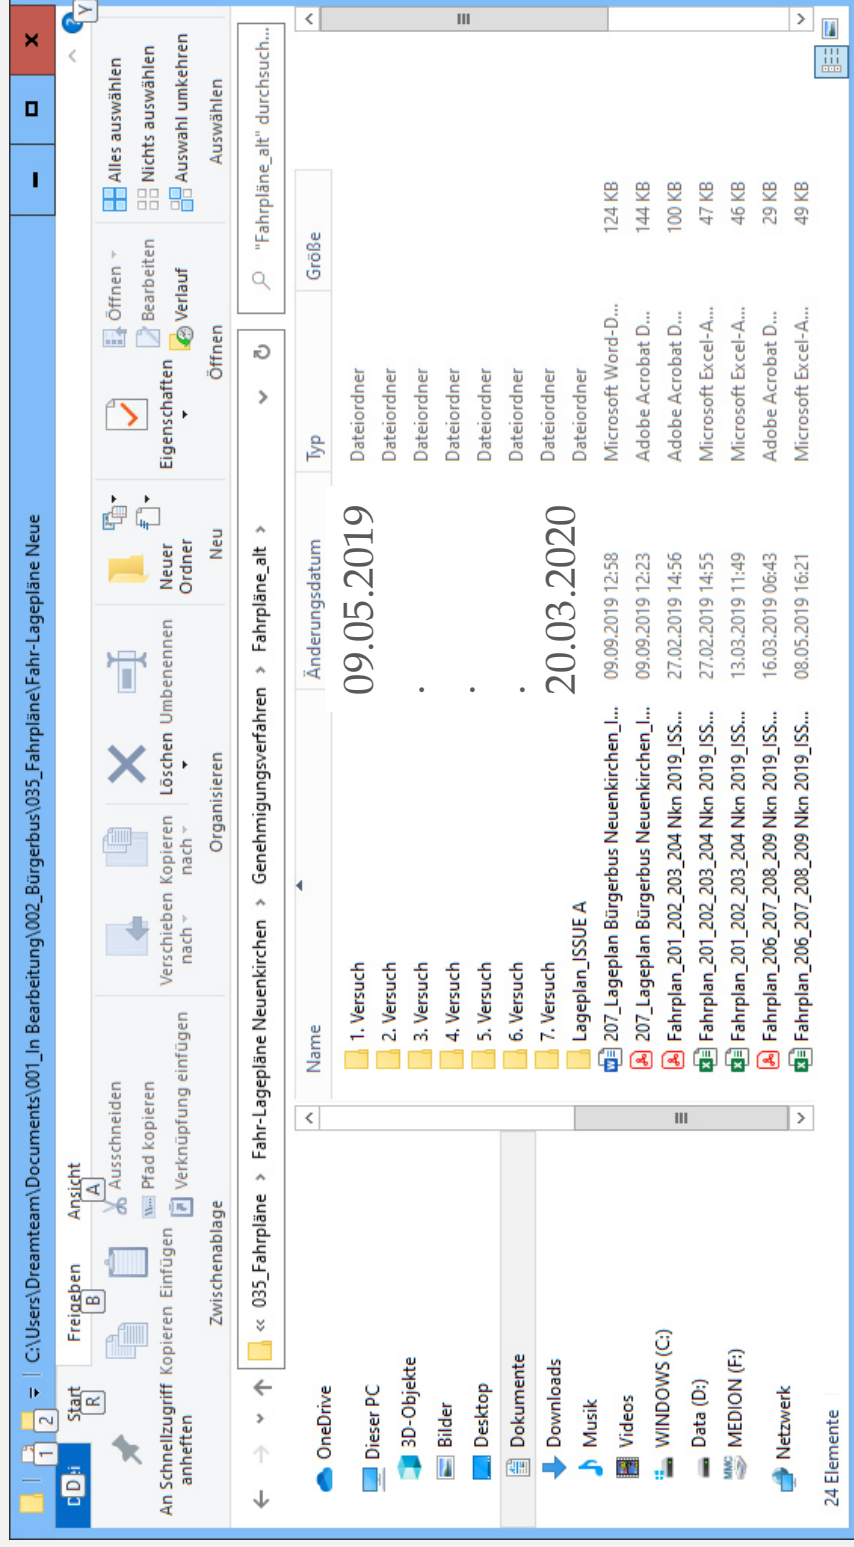 C:\Users\Dreamteam\Documents\001_In Bearbeitung\002_Bürgerbus\035_Fahrpläne\Fahr-Lagepläne Neue
1 2
Start Freigeben Ansicht
D R B A Y
An Schnellzugriff anheften
Kopieren
Einfügen
Ausschneiden
Pfad kopieren
Verknüpfung einfügen
Zwischenablage
Verschieben nach
Kopieren nach
Löschen
Umbenennen
Organisieren
Neuer Ordner
Neu
Eigenschaften
Öffnen
Bearbeiten
Verlauf
Öffnen
Alles auswählen
Nichts auswählen
Auswahl umkehren
Auswählen
« 035_Fahrpläne > Fahr-Lagepläne Neuenkirchen > Genehmigungsverfahren > Fahrpläne_alt >
"Fahrpläne_alt" durchsuch...
OneDrive
Dieser PC
3D-Objekte
Bilder
Desktop
Dokumente
Downloads
Musik
Videos
WINDOWS (C:)
Data (D:)
MEDION (F:)
Netzwerk
Name Änderungsdatum Typ Größe
1. Versuch 09.05.2019 Dateiordner
2. Versuch Dateiordner
3. Versuch . Dateiordner
4. Versuch . Dateiordner
5. Versuch Dateiordner
6. Versuch . Dateiordner
7. Versuch 20.03.2020 Dateiordner
Lageplan_ISSUE A Dateiordner
207_Lageplan Bürgerbus Neuenkirchen_I... 09.09.2019 12:58 Microsoft Word-D... 124 KB
207_Lageplan Bürgerbus Neuenkirchen_I... 09.09.2019 12:23 Adobe Acrobat D... 144 KB
Fahrplan_201_202_203_204 Nkn 2019_ISS... 27.02.2019 14:56 Adobe Acrobat D... 100 KB
Fahrplan_201_202_203_204 Nkn 2019_ISS... 27.02.2019 14:55 Microsoft Excel-A... 47 KB
Fahrplan_201_202_203_204 Nkn 2019_ISS... 13.03.2019 11:49 Microsoft Excel-A... 46 KB
Fahrplan_206_207_208_209 Nkn 2019_ISS... 16.03.2019 06:43 Adobe Acrobat D... 29 KB
Fahrplan_206_207_208_209 Nkn 2019_ISS... 08.05.2019 16:21 Microsoft Excel-A... 49 KB
24 Elemente